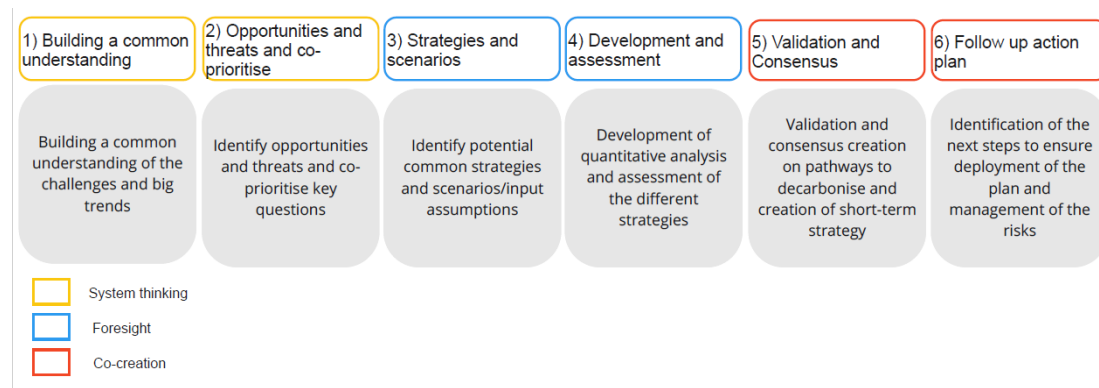 1) Building a common
understanding
2) Opportunities and
threats and co-
prioritise
3) Strategies and
scenarios
4) Development and
assessment
5) Validation and
Consensus
6) Follow up action
plan
Building a common
understanding of the
challenges and big
trends
Identify opportunities
and threats and co-
prioritise key
questions
Identify potential
common strategies
and scenarios/input
assumptions
Development of
quantitative analysis
and assessment of
the different
strategies
Validation and
consensus creation
on pathways to
decarbonise and
creation of short-term
strategy
Identification of the
next steps to ensure
deployment of the
plan and
management of the
risks
System thinking
Foresight
Co-creation